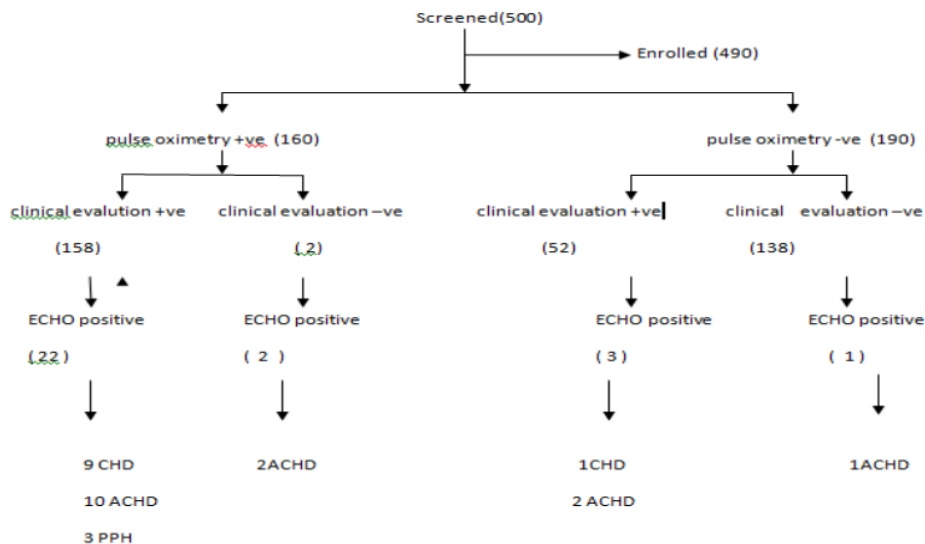 Screened(500)
Enrolled (490)
pulse oximetry +ve (160) pulse oximetry -ve (190)
clinical evalution +ve clinical evaluation –ve clinical evaluation +ve clinical evaluation –ve
(158) ( 2) (52) (138)
ECHO positive ECHO positive ECHO positive ECHO positive
(22 ) ( 2 ) ( 3 ) ( 1 )
9 CHD 2ACHD 1CHD 1ACHD
10 ACHD 2 ACHD
3 PPH